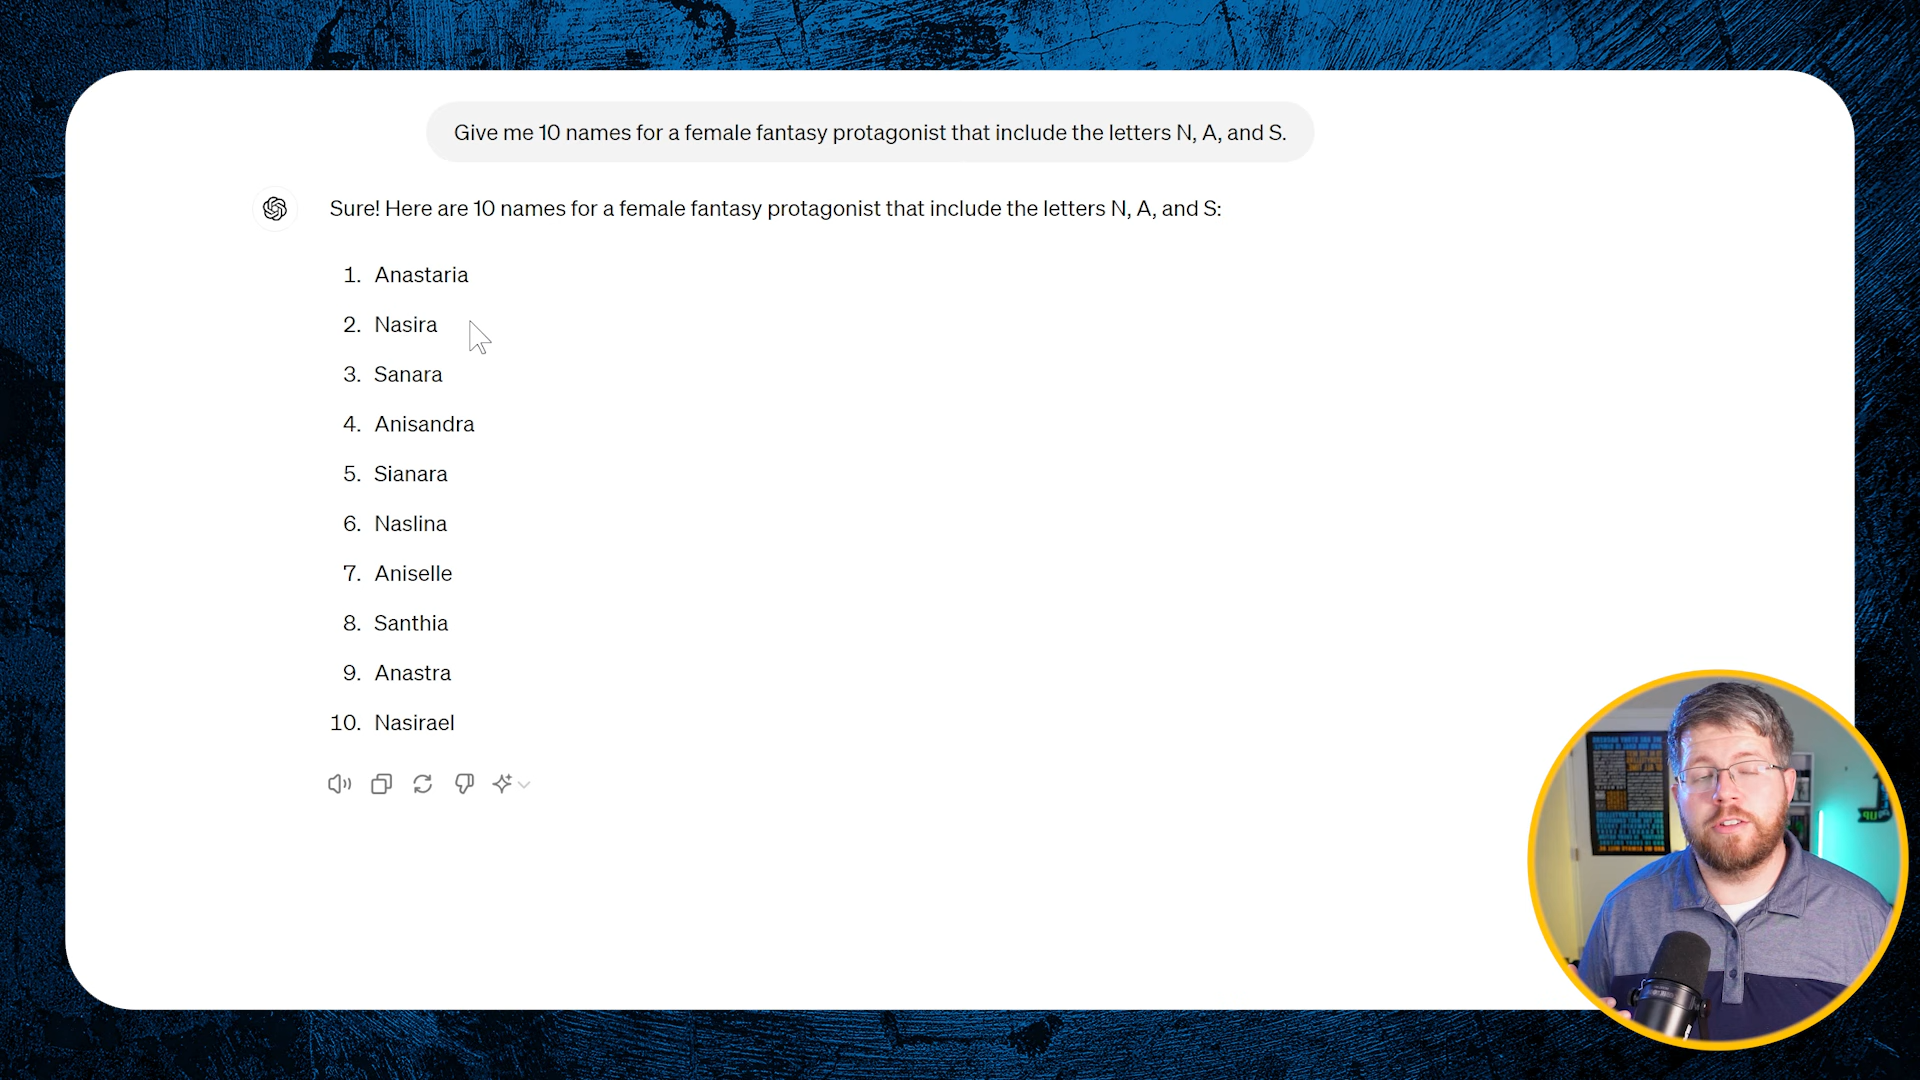 Give me 10 names for a female fantasy protagonist that include the letters N, A, and S.
Sure! Here are 10 names for a female fantasy protagonist that include the letters N, A, and S:
1. Anastaria
2. Nasira
3. Sanara
4. Anisandra
5. Sianara
6. Naslina
7. Aniselle
8. Santhia
9. Anastra
10. Nasirael